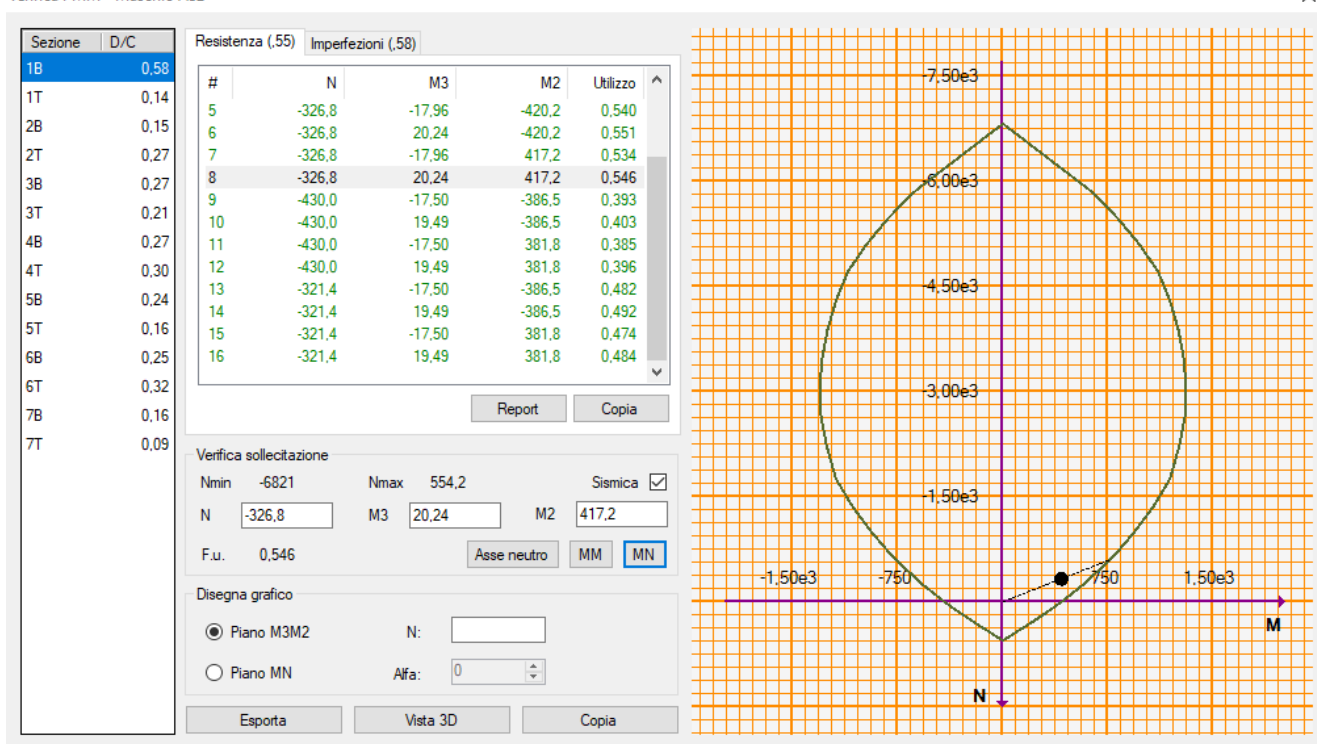 Sezione D/C
1B 0,58
1T 0,14
2B 0,15
2T 0,27
3B 0,27
3T 0,21
4B 0,27
4T 0,30
5B 0,24
5T 0,16
6B 0,25
6T 0,32
7B 0,16
7T 0,09
Resistenza (,55) Imperfezioni (,58)
# N M3 M2 Utilizzo
5 -326,8 -17,96 -420,2 0,540
6 -326,8 20,24 -420,2 0,551
7 -326,8 -17,96 417,2 0,534
8 -326,8 20,24 417,2 0,546
9 -430,0 -17,50 -386,5 0,393
10 -430,0 19,49 -386,5 0,403
11 -430,0 -17,50 381,8 0,385
12 -430,0 19,49 381,8 0,396
13 -321,4 -17,50 -386,5 0,482
14 -321,4 19,49 -386,5 0,492
15 -321,4 -17,50 381,8 0,474
16 -321,4 19,49 381,8 0,484
Report Copia
Verifica sollecitazione
Nmin -6821 Nmax 554,2 Sismica
N -326,8 M3 20,24 M2 417,2
F.u. 0,546 Asse neutro MM MN
Disegna grafico
Piano M3M2 N:
Piano MN Alfa: 0
Esporta Vista 3D Copia
-7,50e3
-6,00e3
-4,50e3
-3,00e3
-1,50e3
-1,50e3 -750 750 1,50e3
M
N